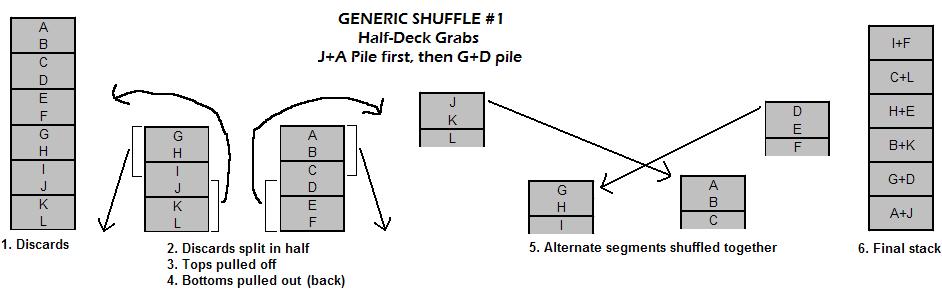 GENERIC SHUFFLE #1
Half-Deck Grabs
J+A Pile first, then G+D pile
A
B
C
D
E
F
G
H
I
J
K
L
1. Discards
G
H
I
J
K
L
A
B
C
D
E
F
2. Discards split in half
3. Tops pulled off
4. Bottoms pulled out (back)
J
K
L
D
E
F
G
H
I
A
B
C
5. Alternate segments shuffled together
I+F
C+L
H+E
B+K
G+D
A+J
6. Final stack